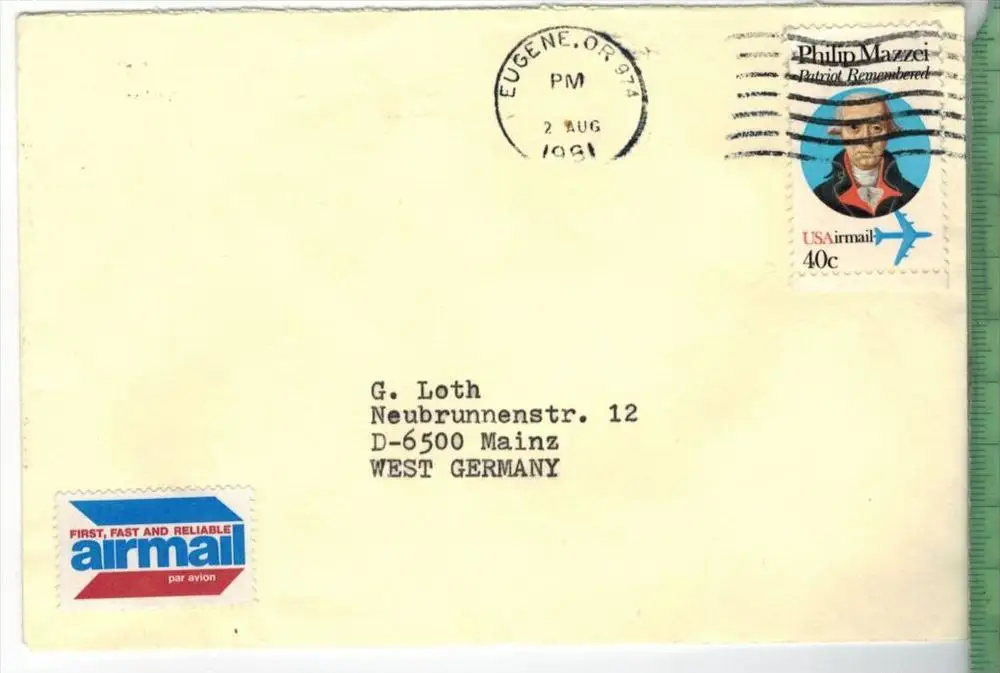 EUGENE, OR 974
PM
2 AUG
1981
Philip Mazzei
Patriot Remembered
USAirmail
40c
G. Loth
Neubrunnenstr. 12
D-6500 Mainz
WEST GERMANY
FIRST, FAST AND RELIABLE
airmail
par avion